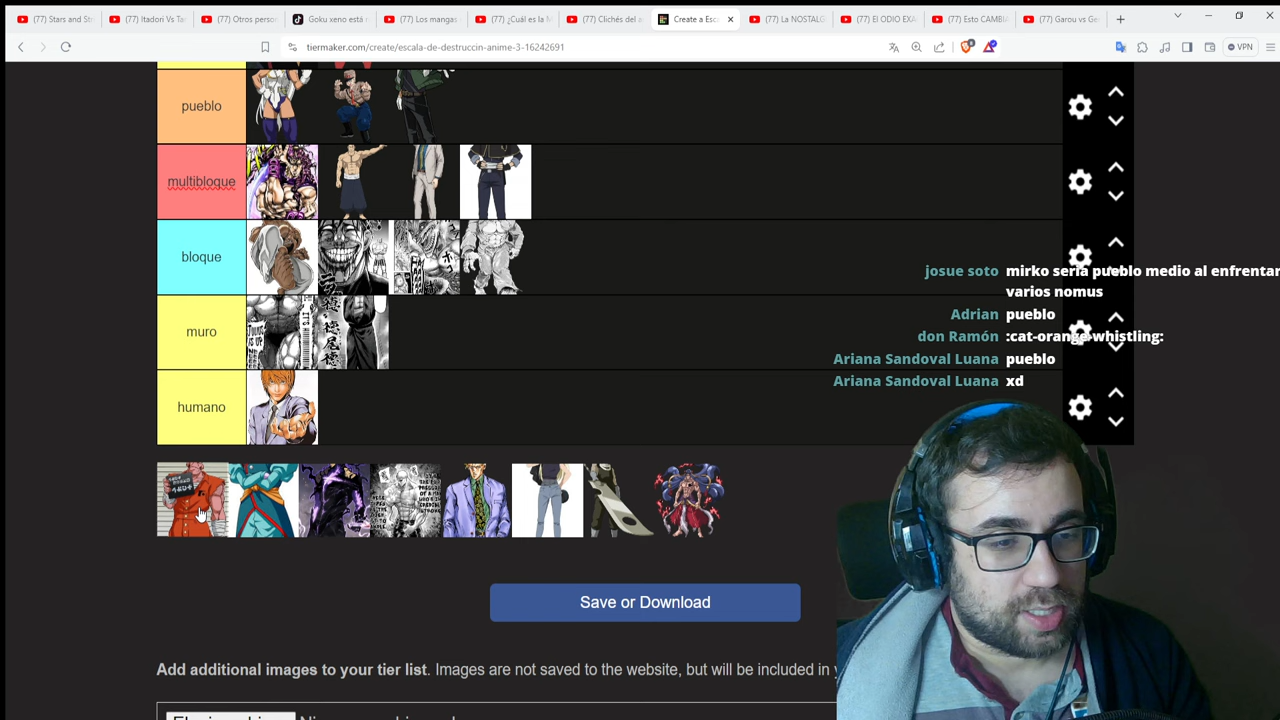 (77) Stars and Str
(77) Itadori Vs Ta
(77) Otros perso
Goku xeno está r
(77) Los mangas
(77) ¿Cuál es la M
(77) Clichés del a
Create a Esc
(77) La NOSTALG
(77) El ODIO EXA
(77) Esto CAMBIA
(77) Garou vs Ge
tiermaker.com/create/escala-de-destruccin-anime-3-16242691
VPN
pueblo
multibloque
bloque
muro
humano
josue soto mirko seria pueblo medio al enfrentar
varios nomus
Adrian pueblo
don Ramón :cat-orange-whistling:
Ariana Sandoval Luana pueblo
Ariana Sandoval Luana xd
Save or Download
Add additional images to your tier list. Images are not saved to the website, but will be included in